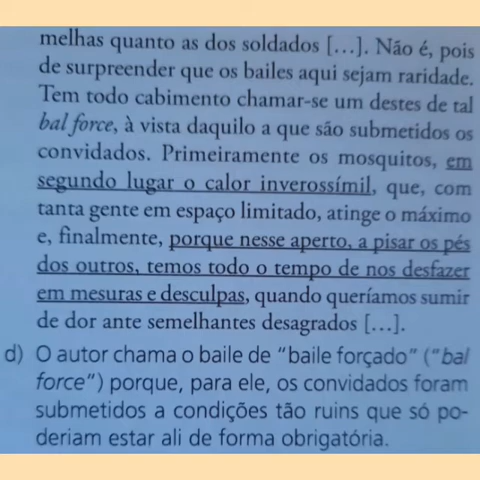 melhas quanto as dos soldados [...]. Não é, pois
de surpreender que os bailes aqui sejam raridade.
Tem todo cabimento chamar-se um destes de tal
bal force, à vista daquilo a que são submetidos os
convidados. Primeiramente os mosquitos, em
segundo lugar o calor inverossímil, que, com
tanta gente em espaço limitado, atinge o máximo
e, finalmente, porque nesse aperto, a pisar os pés
dos outros, temos todo o tempo de nos desfazer
em mesuras e desculpas, quando queríamos sumir
de dor ante semelhantes desagrados [...].
d) O autor chama o baile de "baile forçado" ("bal
force") porque, para ele, os convidados foram
submetidos a condições tão ruins que só po-
deriam estar ali de forma obrigatória.